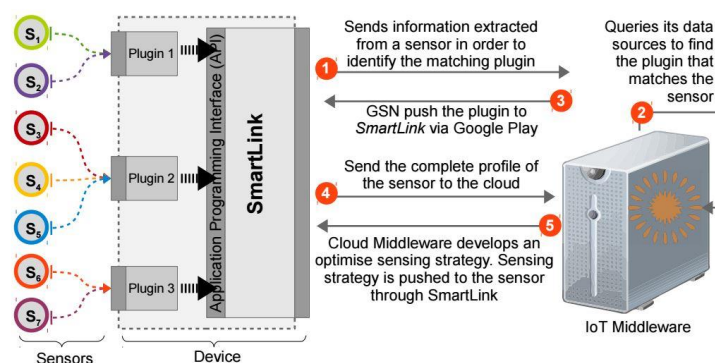 S1
S2
S3
S4
S5
S6
S7
Sensors
Plugin 1
Plugin 2
Plugin 3
Application Programming Interface (API)
SmartLink
Device
Sends information extracted
from a sensor in order to
identify the matching plugin
1
3
GSN push the plugin to
SmartLink via Google Play
4
Send the complete profile of
the sensor to the cloud
5
Cloud Middleware develops an
optimise sensing strategy. Sensing
strategy is pushed to the sensor
through SmartLink
Queries its data
sources to find
the plugin that
matches the
sensor
2
IoT Middleware